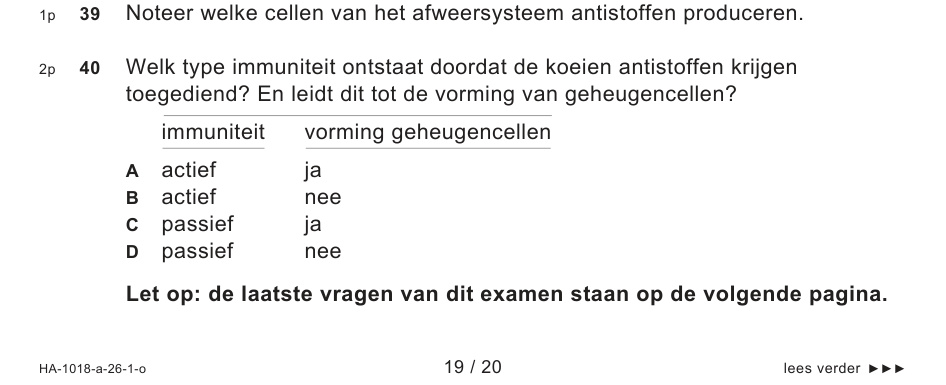 1p 39 Noteer welke cellen van het afweersysteem antistoffen produceren.
2p 40 Welk type immuniteit ontstaat doordat de koeien antistoffen krijgen
toegediend? En leidt dit tot de vorming van geheugencellen?
immuniteit vorming geheugencellen
A actief ja
B actief nee
C passief ja
D passief nee
Let op: de laatste vragen van dit examen staan op de volgende pagina.
HA-1018-a-26-1-o 19 / 20 lees verder ►►►